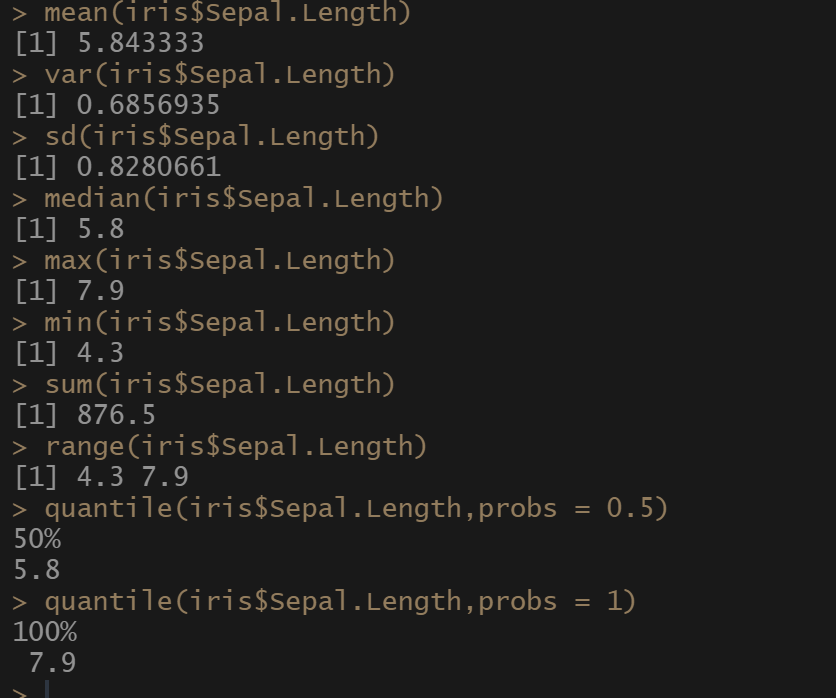 > mean(iris$Sepal.Length)
[1] 5.843333
> var(iris$Sepal.Length)
[1] 0.6856935
> sd(iris$Sepal.Length)
[1] 0.8280661
> median(iris$Sepal.Length)
[1] 5.8
> max(iris$Sepal.Length)
[1] 7.9
> min(iris$Sepal.Length)
[1] 4.3
> sum(iris$Sepal.Length)
[1] 876.5
> range(iris$Sepal.Length)
[1] 4.3 7.9
> quantile(iris$Sepal.Length,probs = 0.5)
50%
5.8
> quantile(iris$Sepal.Length,probs = 1)
100%
 7.9
>